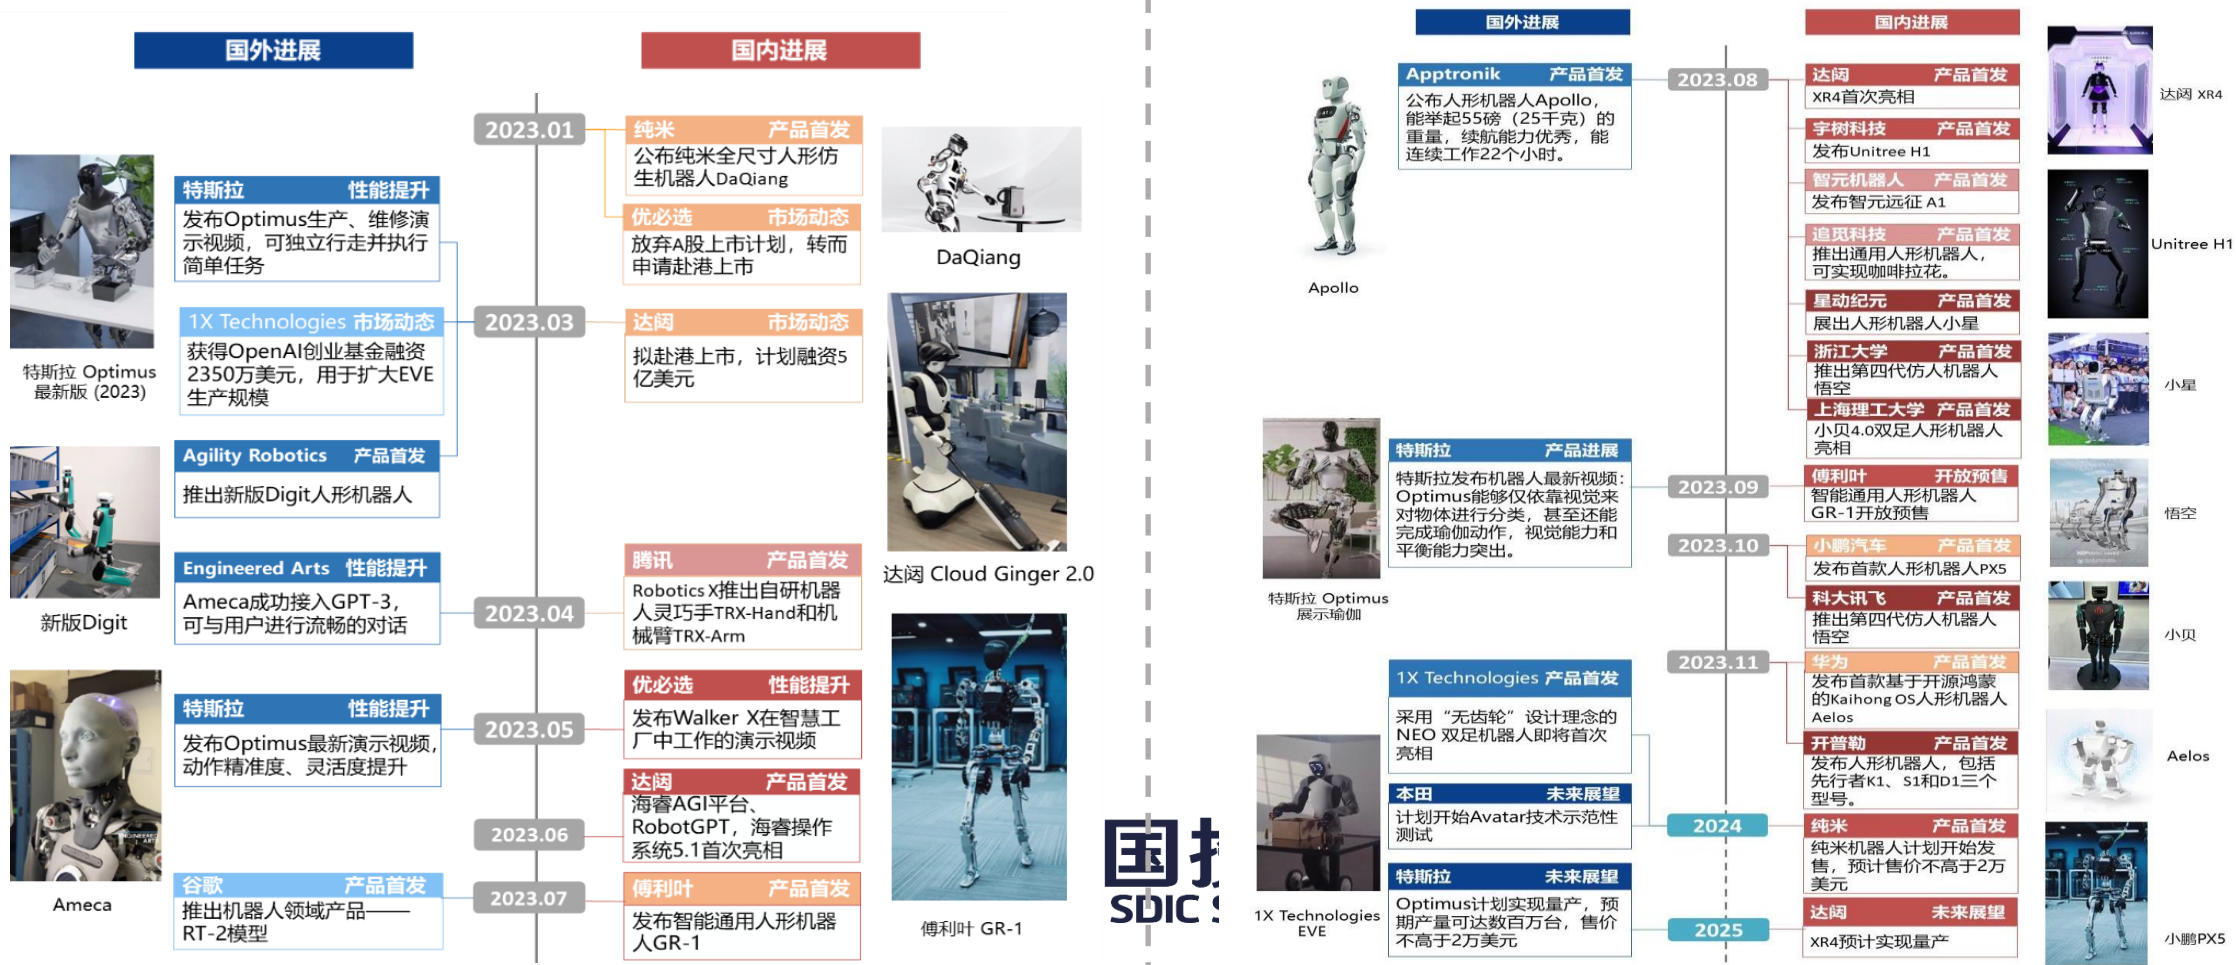 国外进展
国内进展
2023.01
纯米 产品首发
公布纯米全尺寸人形仿
生机器人DaQiang
优必选 市场动态
放弃A股上市计划，转而
申请赴港上市
DaQiang
特斯拉 性能提升
发布Optimus生产、维修演
示视频，可独立行走并执行
简单任务
特斯拉 Optimus
最新版 (2023)
1X Technologies 市场动态
获得OpenAI创业基金融资
2350万美元，用于扩大EVE
生产规模
2023.03
达闼 市场动态
拟赴港上市，计划融资5
亿美元
Agility Robotics 产品首发
推出新版Digit人形机器人
新版Digit
达闼 Cloud Ginger 2.0
Engineered Arts 性能提升
Ameca成功接入GPT-3，
可与用户进行流畅的对话
2023.04
腾讯 产品首发
Robotics X推出自研机器
人灵巧手TRX-Hand和机
械臂TRX-Arm
特斯拉 性能提升
发布Optimus最新演示视频，
动作精准度、灵活度提升
2023.05
优必选 性能提升
发布Walker X在智慧工
厂中工作的演示视频
2023.06
达闼 产品首发
海睿AGI平台、
RobotGPT，海睿操作
系统5.1首次亮相
ENGINEERED
ARTS
Ameca
谷歌 产品首发
推出机器人领域产品——
RT-2模型
2023.07
傅利叶 产品首发
发布智能通用人形机器
人GR-1
傅利叶 GR-1
国投
SDIC S
国外进展
国内进展
Apptronik 产品首发
公布人形机器人Apollo，
能举起55磅（25千克）的
重量，续航能力优秀，能
连续工作22个小时。
Apollo
2023.08
达闼 产品首发
XR4首次亮相
达闼 XR4
宇树科技 产品首发
发布Unitree H1
Unitree H1
智元机器人 产品首发
发布智元远征 A1
追觅科技 产品首发
推出通用人形机器人，
可实现咖啡拉花。
星动纪元 产品首发
展出人形机器人小星
小星
浙江大学 产品首发
推出第四代仿人机器人
悟空
悟空
上海理工大学 产品首发
小贝4.0双足人形机器人
亮相
小贝
特斯拉 产品进展
特斯拉发布机器人最新视频：
Optimus能够仅依靠视觉来
对物体进行分类，甚至还能
完成瑜伽动作，视觉能力和
平衡能力突出。
特斯拉 Optimus
展示瑜伽
2023.09
傅利叶 开放预售
智能通用人形机器人
GR-1开放预售
2023.10
小鹏汽车 产品首发
发布首款人形机器人PX5
科大讯飞 产品首发
推出第四代仿人机器人
悟空
2023.11
华为 产品首发
发布首款基于开源鸿蒙
的Kaihong OS人形机器人
Aelos
Aelos
开普勒 产品首发
发布人形机器人，包括
先行者K1、S1和D1三个
型号。
1X Technologies 产品首发
采用“无齿轮”设计理念的
NEO 双足机器人即将首次
亮相
1X Technologies
EVE
本田 未来展望
计划开始Avatar技术示范性
测试
2024
纯米 产品首发
纯米机器人计划开始发
售，预计售价不高于2万
美元
特斯拉 未来展望
Optimus计划实现量产，预
期产量可达数百万台，售价
不高于2万美元
2025
达闼 未来展望
XR4预计实现量产
小鹏PX5